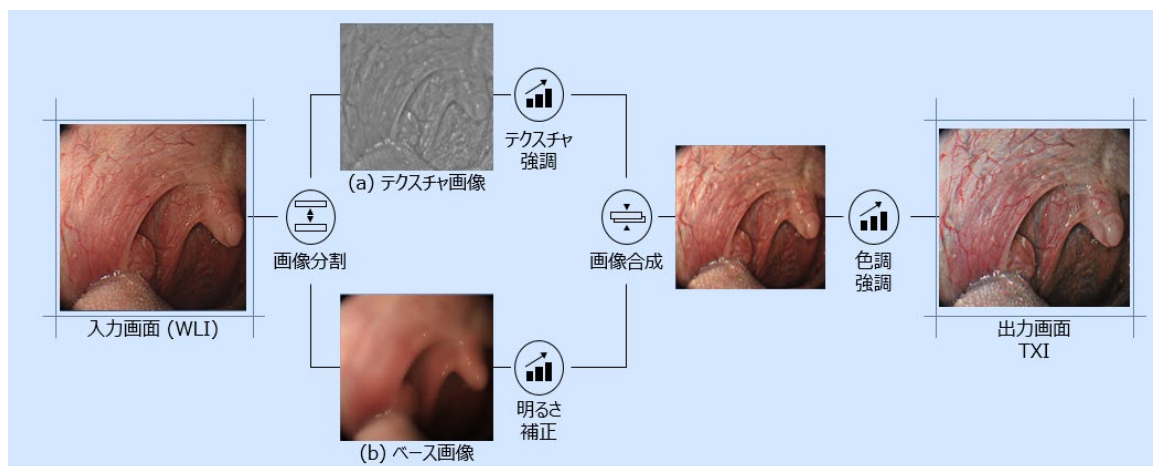 入力画面 (WLI)
画像分割
(a) テクスチャ画像
テクスチャ
強調
(b) ベース画像
明るさ
補正
画像合成
色調
強調
出力画面
TXI